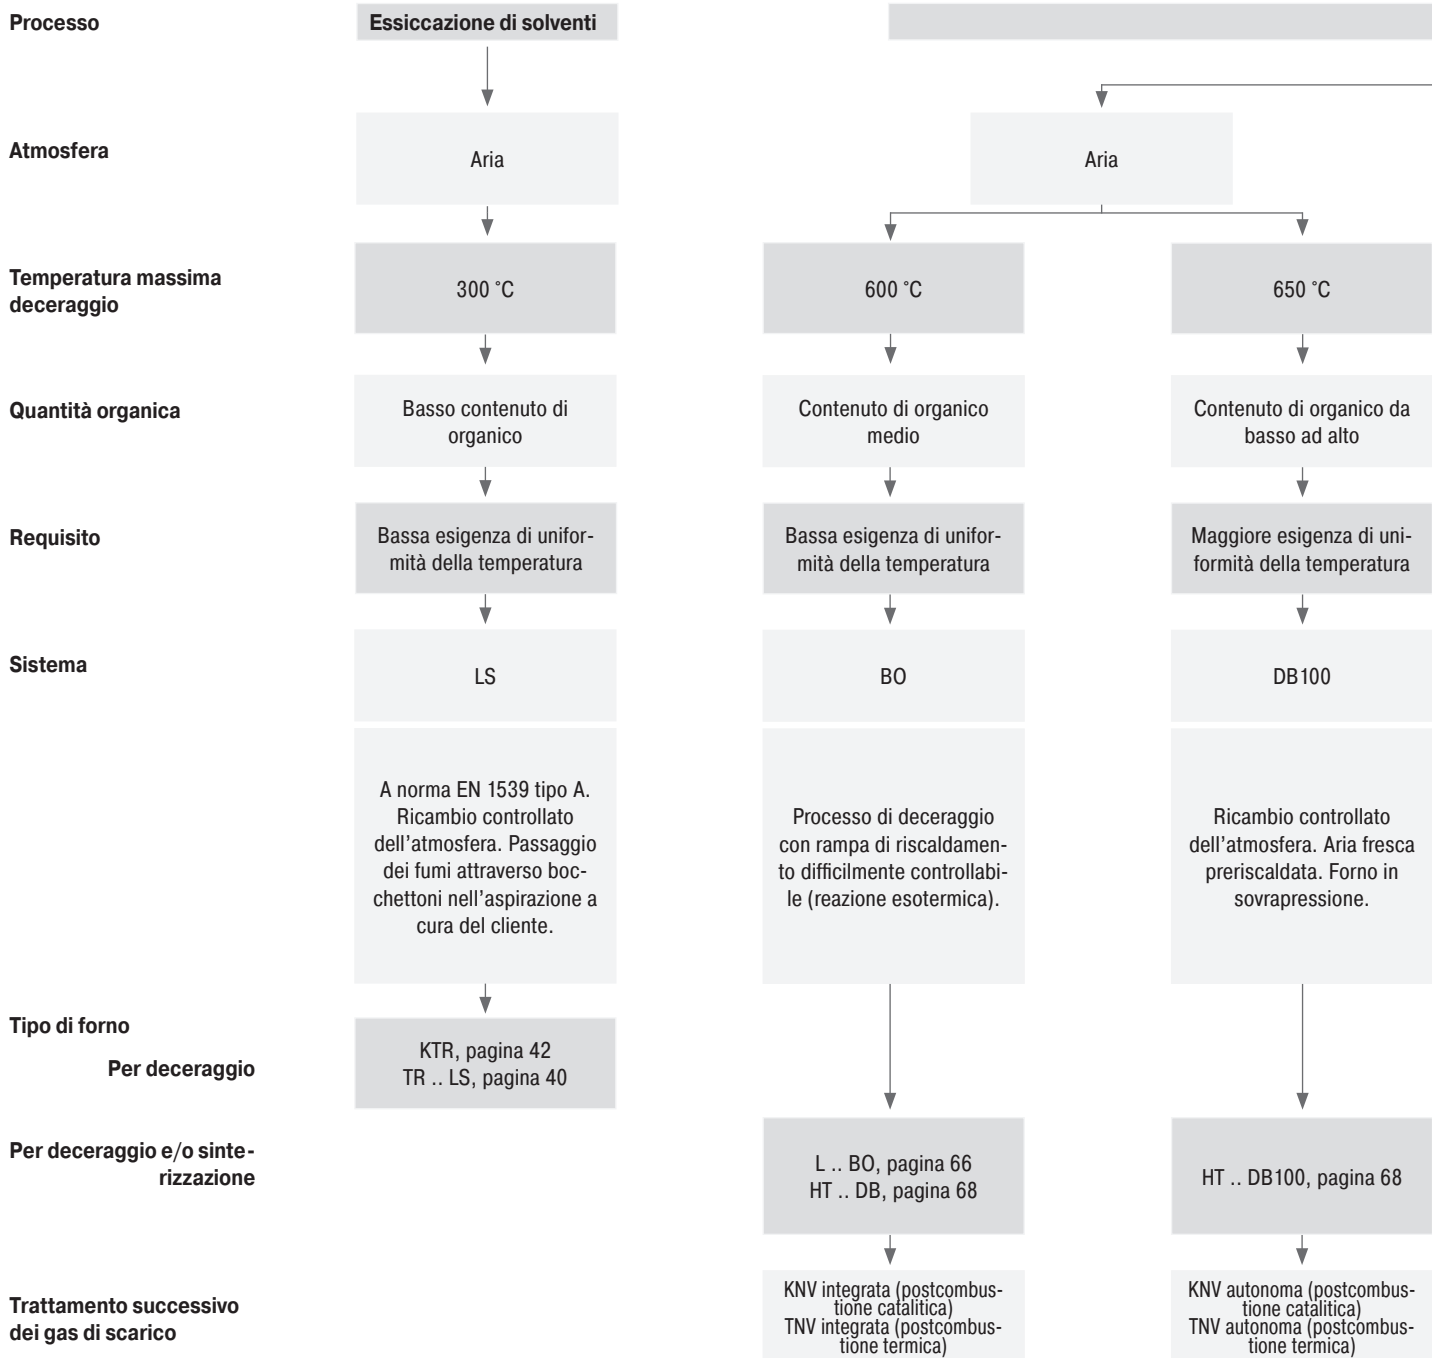 Processo
Essiccazione di solventi
Atmosfera
Aria
Aria
Temperatura massima
deceraggio
300 °C
600 °C
650 °C
Quantità organica
Basso contenuto di
organico
Contenuto di organico
medio
Contenuto di organico da
basso ad alto
Requisito
Bassa esigenza di unifor-
mità della temperatura
Bassa esigenza di unifor-
mità della temperatura
Maggiore esigenza di uni-
formità della temperatura
Sistema
LS
BO
DB100
A norma EN 1539 tipo A.
Ricambio controllato
dell'atmosfera. Passaggio
dei fumi attraverso boc-
chettoni nell'aspirazione a
cura del cliente.
Processo di deceraggio
con rampa di riscaldamen-
to difficilmente controllabi-
le (reazione esotermica).
Ricambio controllato
dell'atmosfera. Aria fresca
preriscaldata. Forno in
sovrapressione.
Tipo di forno
Per deceraggio
KTR, pagina 42
TR .. LS, pagina 40
Per deceraggio e/o sinte-
rizzazione
L .. BO, pagina 66
HT .. DB, pagina 68
HT .. DB100, pagina 68
Trattamento successivo
dei gas di scarico
KNV integrata (postcombus-
tione catalitica)
TNV integrata (postcombus-
tione termica)
KNV autonoma (postcombus-
tione catalitica)
TNV autonoma (postcombus-
tione termica)